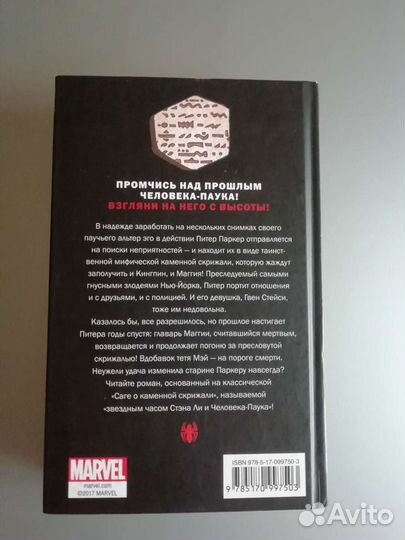 ПРОМЧИСЬ НАД ПРОШЛЫМ
ЧЕЛОВЕКА-ПАУКА!
ВЗГЛЯНИ НА НЕГО С ВЫСОТЫ!
В надежде заработать на нескольких снимках своего
паучьего альтер эго в действии Питер Паркер отправляется
на поиски неприятностей – и находит их в виде таинст-
венной мифической каменной скрижали, которую жаждут
заполучить и Кингпин, и Маггия! Преследуемый самыми
гнусными злодеями Нью-Йорка, Питер портит отношения
и с друзьями, и с полицией. И его девушка, Гвен Стейси,
тоже им недовольна.
Казалось бы, все разрешилось, но прошлое настигает
Питера годы спустя: главарь Маггии, считавшийся мертвым,
возвращается и продолжает погоню за пресловутой
скрижалью! Вдобавок тетя Мэй – на пороге смерти.
Неужели удача изменила старине Паркеру навсегда?
Читайте роман, основанный на классической
«Саге о каменной скрижали», называемой
«звездным часом Стэна Ли и Человека-Паука»!
MARVEL
marvel.com
©2017 MARVEL
ISBN 978-5-17-099750-3
9 785170 997503
Avito